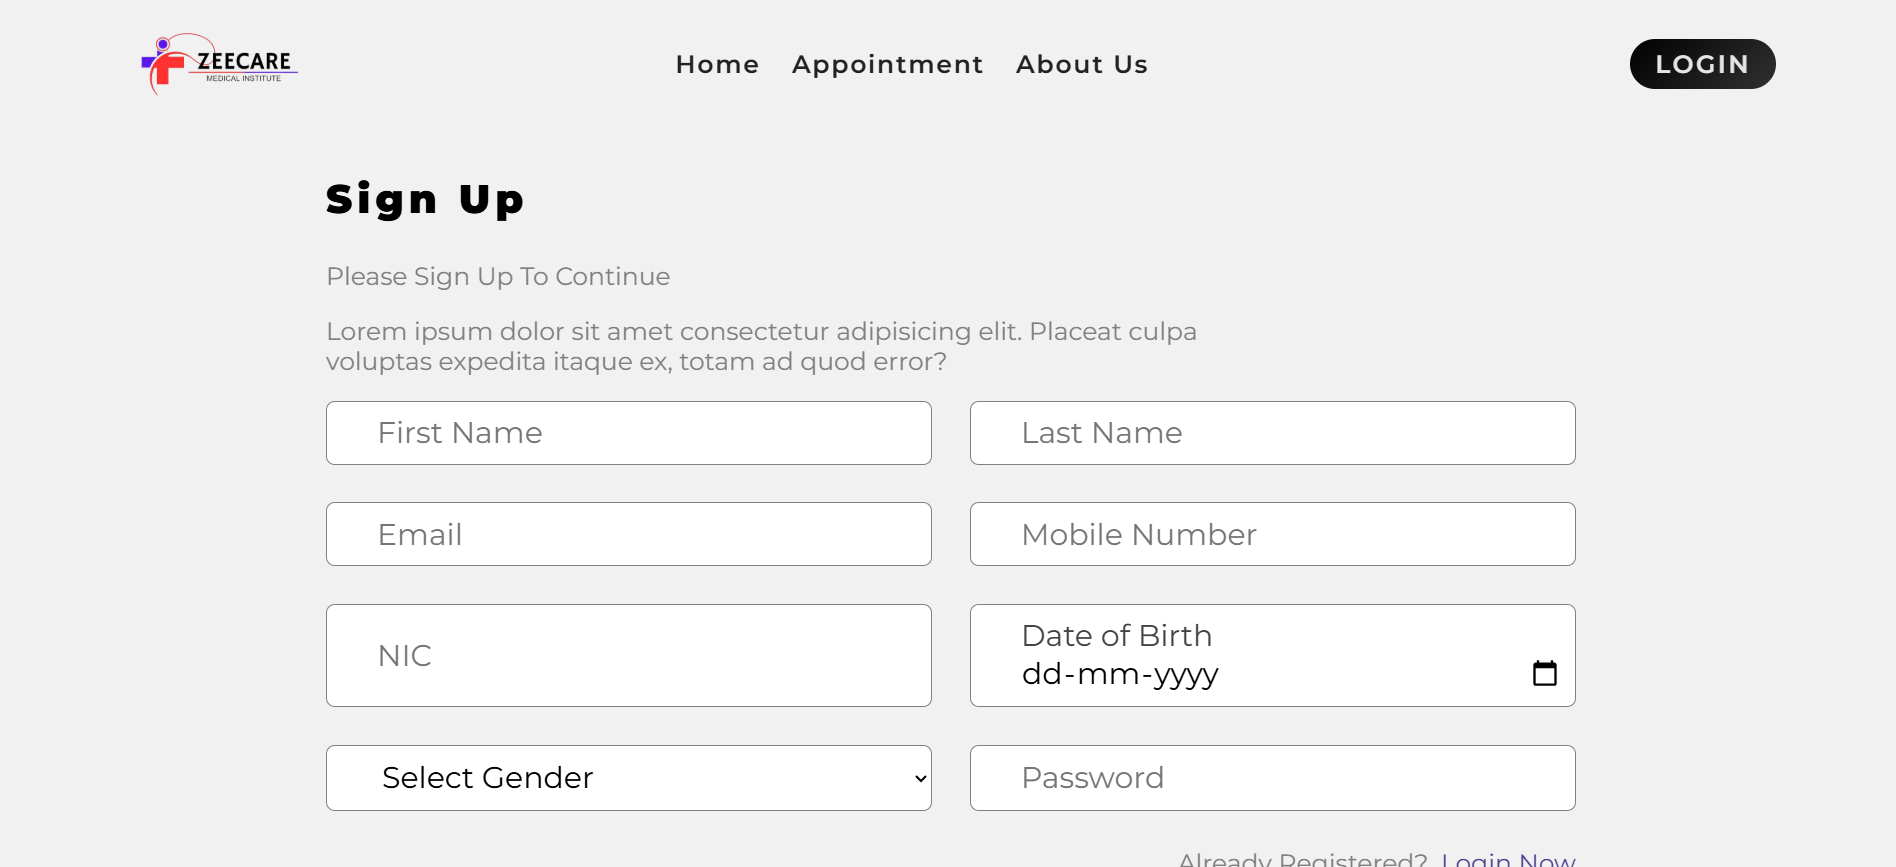 ZEECARE
MEDICAL INSTITUTE
Home Appointment About Us
LOGIN
Sign Up
Please Sign Up To Continue
Lorem ipsum dolor sit amet consectetur adipisicing elit. Placeat culpa
voluptas expedita itaque ex, totam ad quod error?
First Name
Last Name
Email
Mobile Number
NIC
Date of Birth
dd-mm-yyyy
Select Gender
Password
Already Registered? Login Now